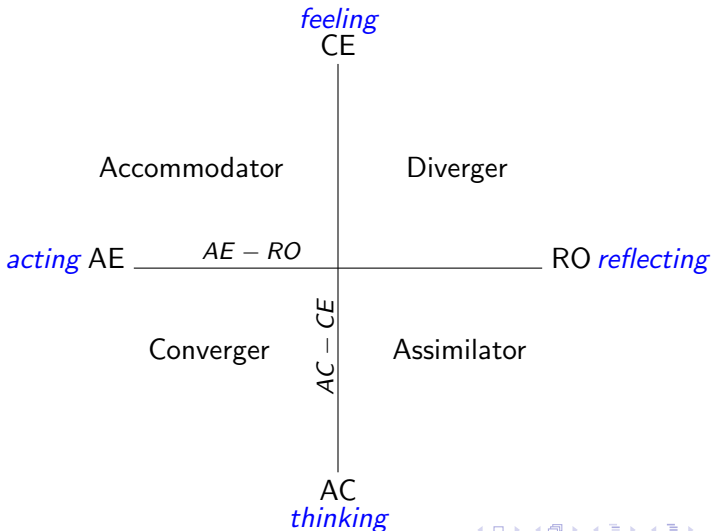 feeling
CE
Accommodator Diverger
acting AE AE − RO RO reflecting
AC − CE
Converger Assimilator
AC
thinking